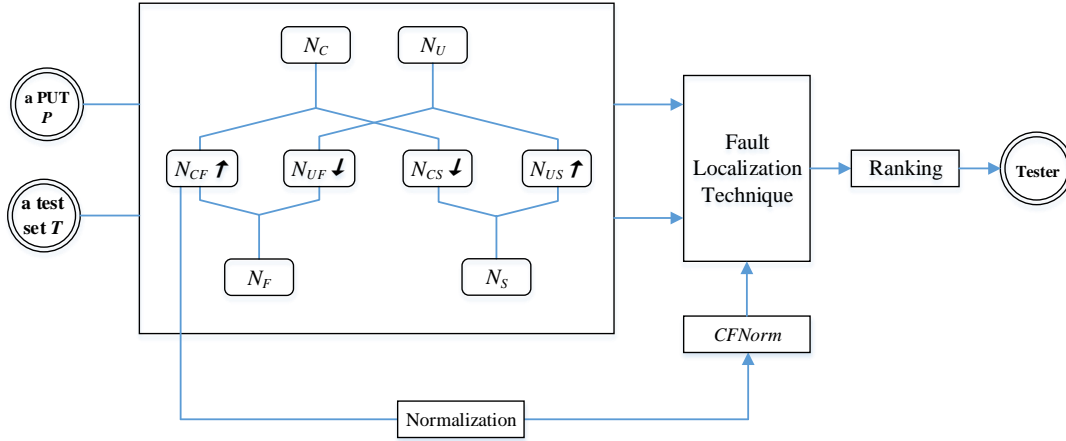 a PUT
P
a test
set T
N_C
N_U
N_CF ↑
N_UF ↓
N_CS ↓
N_US ↑
N_F
N_S
Fault
Localization
Technique
Ranking
Tester
CFNorm
Normalization